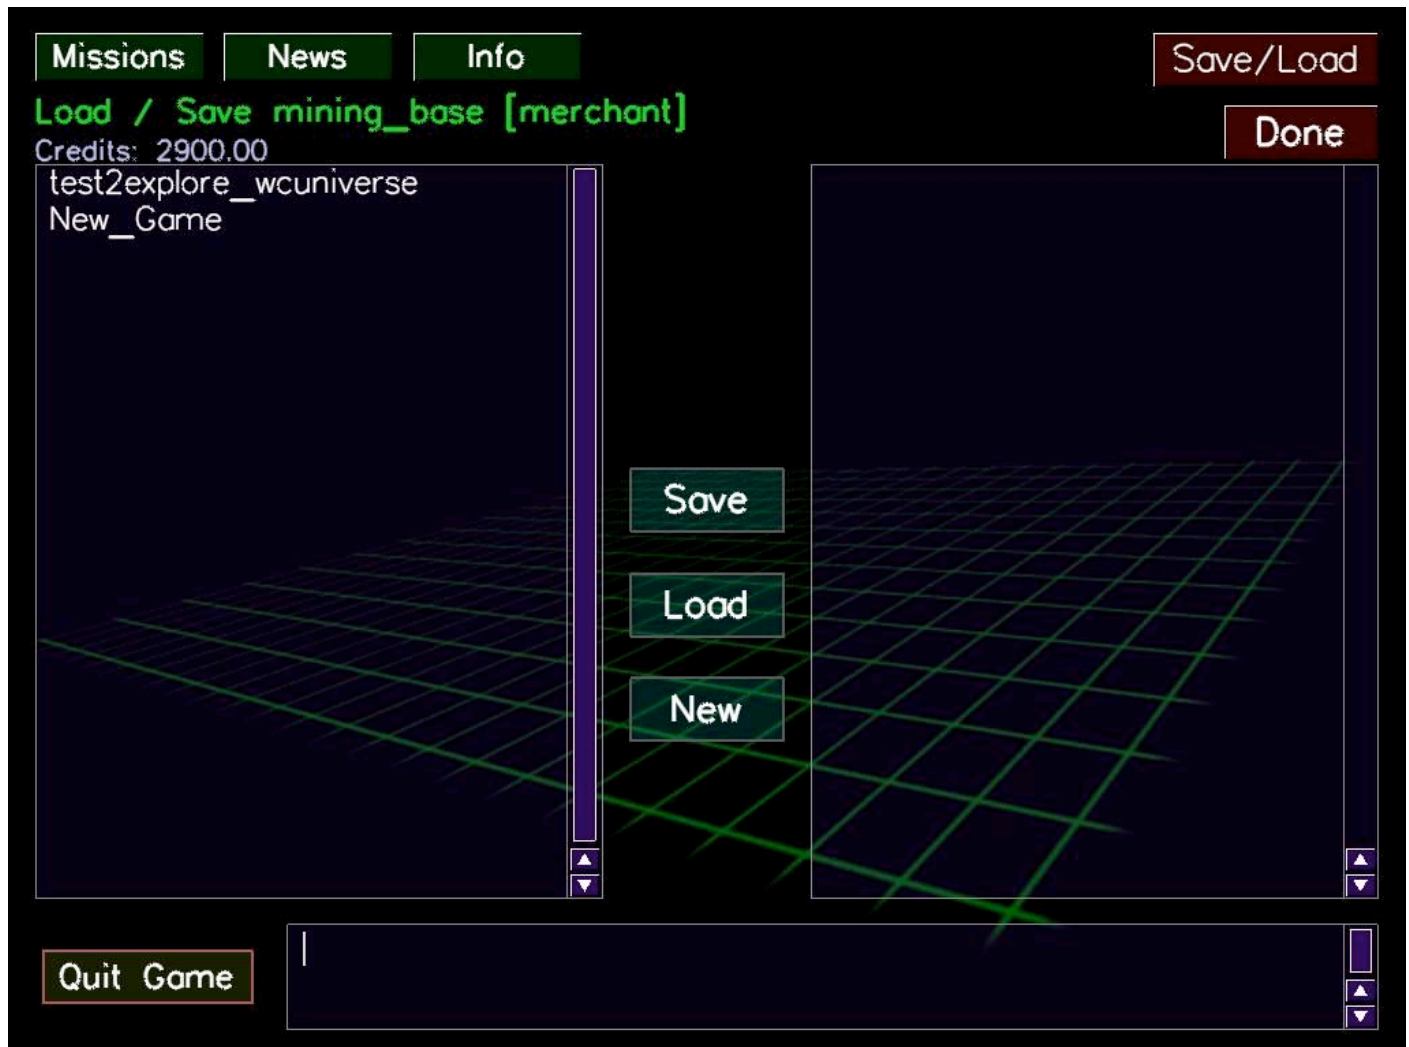 Missions News Info Save/Load
Load / Save mining_base [merchant]
Done
Credits: 2900.00
test2explore_wcuniverse
New_Game
Save
Load
New
Quit Game